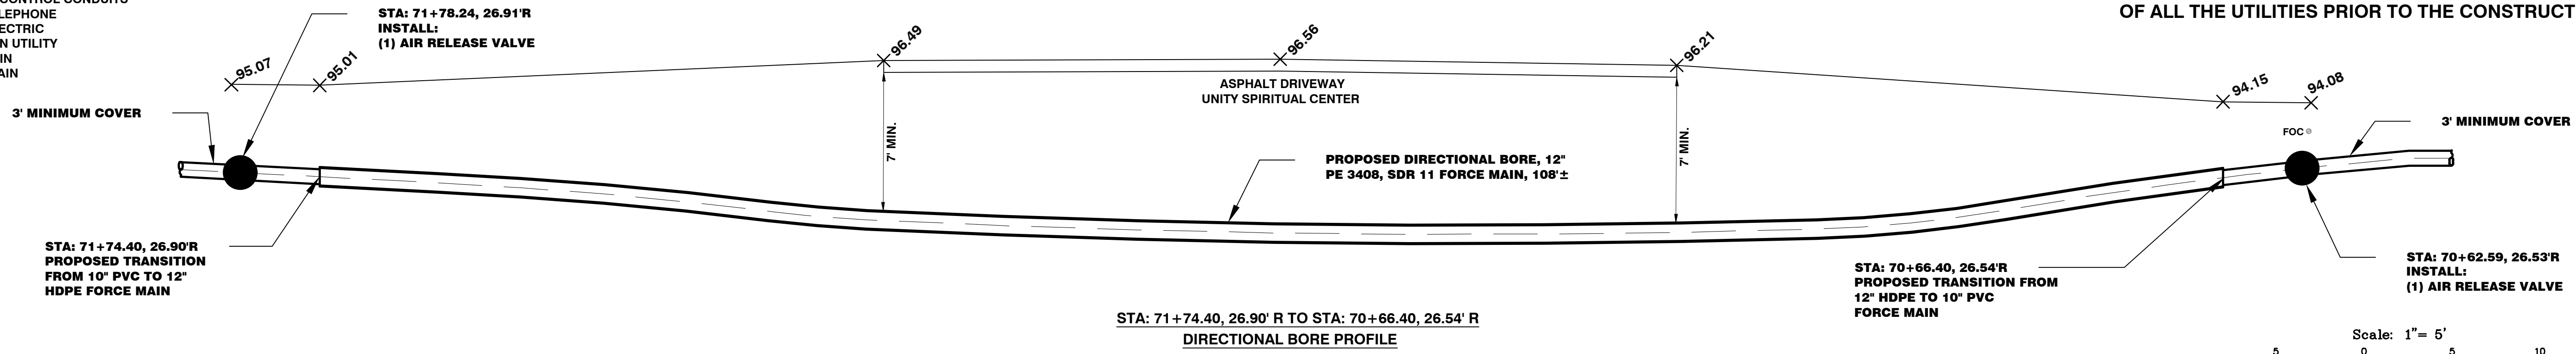 CONTROL CONDUITS
LEPHONE
ECTRIC
N UTILITY
IN
AIN
STA: 71+78.24, 26.91'R
INSTALL:
(1) AIR RELEASE VALVE
OF ALL THE UTILITIES PRIOR TO THE CONSTRUCT
95.07
95.01
96.49
96.56
96.21
94.15
94.08
ASPHALT DRIVEWAY
UNITY SPIRITUAL CENTER
3' MINIMUM COVER
7' MIN.
7' MIN.
FOC
3' MINIMUM COVER
PROPOSED DIRECTIONAL BORE, 12"
PE 3408, SDR 11 FORCE MAIN, 108'±
STA: 71+74.40, 26.90'R
PROPOSED TRANSITION
FROM 10" PVC TO 12"
HDPE FORCE MAIN
STA: 70+66.40, 26.54'R
PROPOSED TRANSITION FROM
12" HDPE TO 10" PVC
FORCE MAIN
STA: 70+62.59, 26.53'R
INSTALL:
(1) AIR RELEASE VALVE
STA: 71+74.40, 26.90' R TO STA: 70+66.40, 26.54' R
DIRECTIONAL BORE PROFILE
Scale: 1"= 5'
5 0 5 10